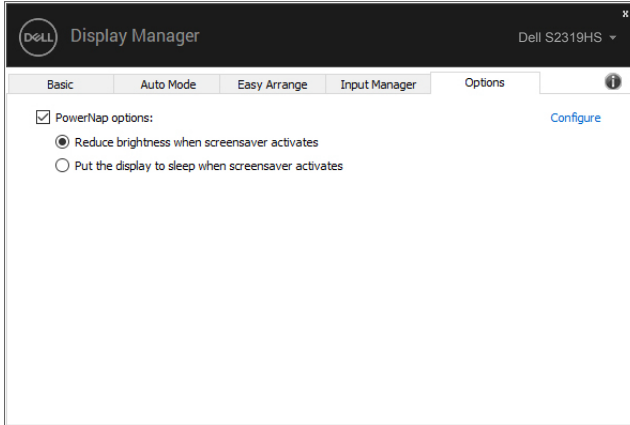 x
DELL Display Manager Dell S2319HS
Basic Auto Mode Easy Arrange Input Manager Options i
PowerNap options: Configure
Reduce brightness when screensaver activates
Put the display to sleep when screensaver activates